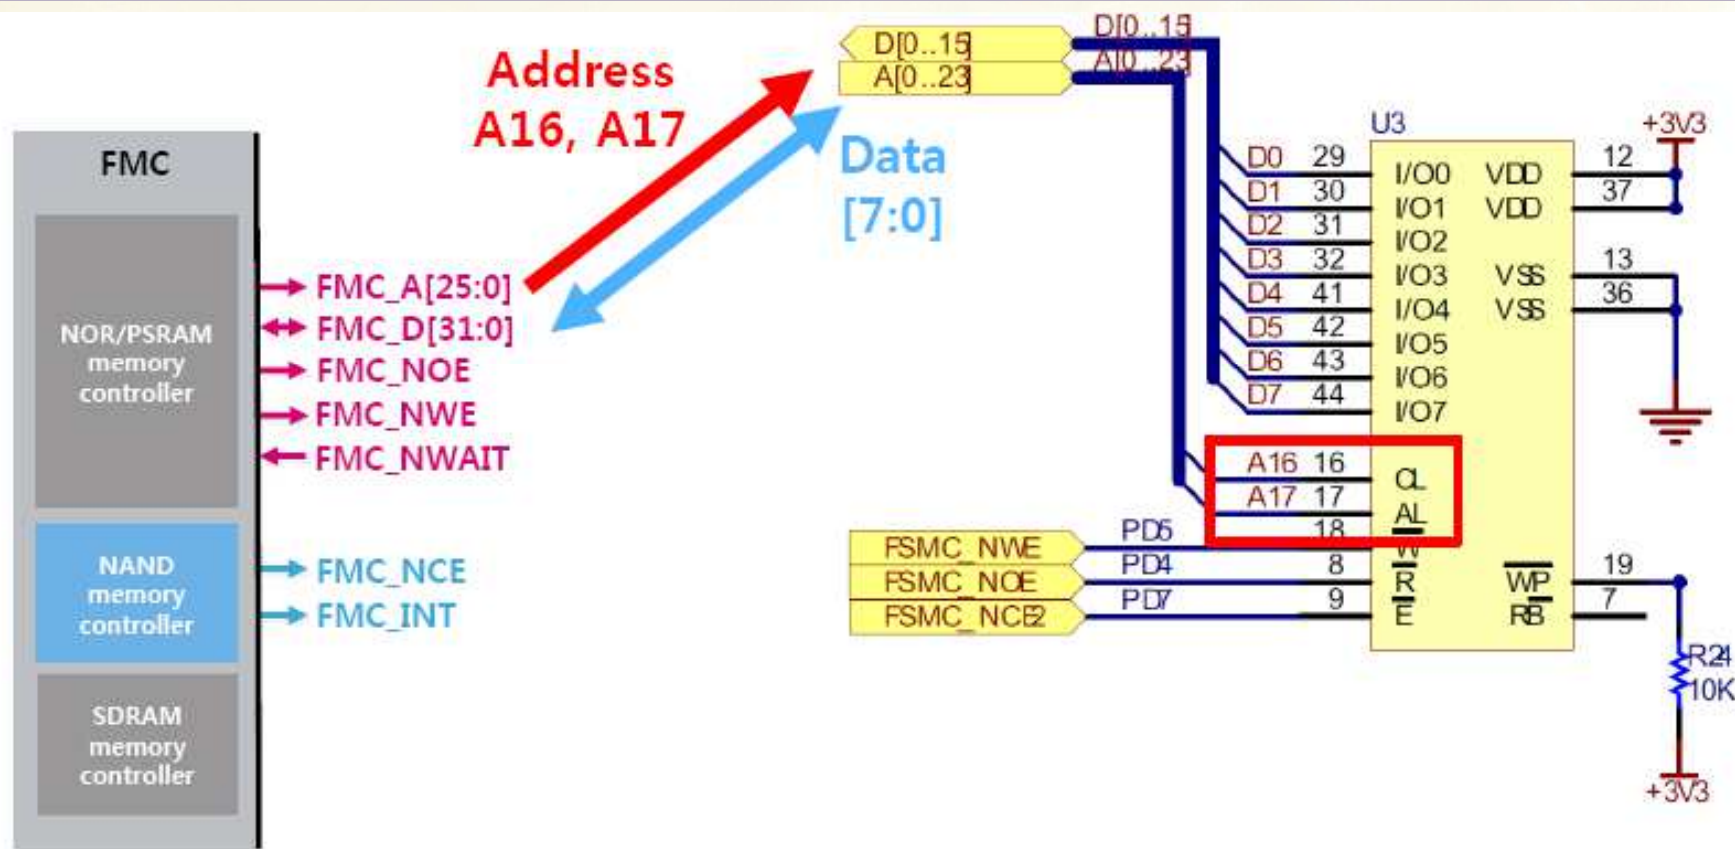 FMC
NOR/PSRAM
memory
controller
NAND
memory
controller
SDRAM
memory
controller
FMC_A[25:0]
FMC_D[31:0]
FMC_NOE
FMC_NWE
FMC_NWAIT
FMC_NCE
FMC_INT
Address
A16, A17
Data
[7:0]
D[0..15]
A[0..23]
D[0..15]
A[0..23]
U3
D0 29 I/O0
D1 30 I/O1
D2 31 I/O2
D3 32 I/O3
D4 41 I/O4
D5 42 I/O5
D6 43 I/O6
D7 44 I/O7
A16 16 CL
A17 17 AL
FSMC_NWE PD5 18 W
FSMC_NOE PD4 8 R
FSMC_NCE2 PD7 9 E
+3V3
VDD 12
VDD 37
VSS 13
VSS 36
WP 19
RB 7
R24
10K
+3V3